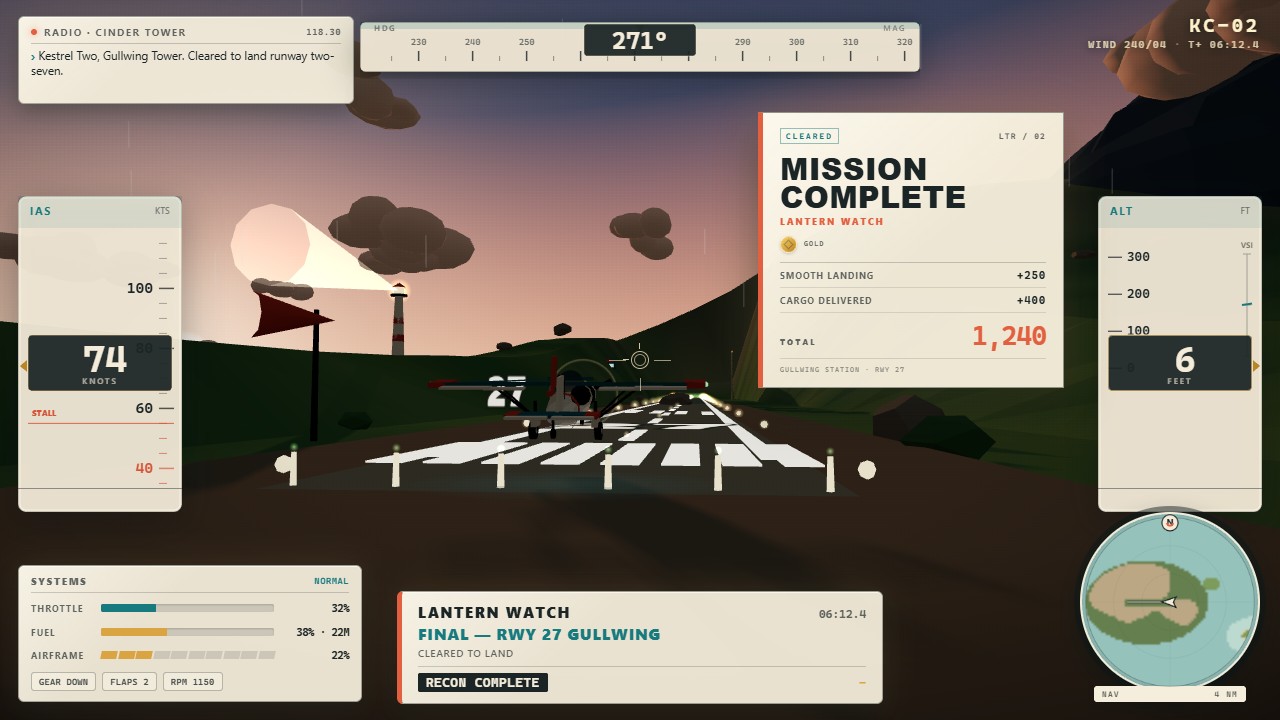 RADIO · CINDER TOWER 118.30
› Kestrel Two, Gullwing Tower. Cleared to land runway two-
seven.
HDG MAG
230 240 250 271° 290 300 310 320
KC-02
WIND 240/04 · T+ 06:12.4
CLEARED LTR / 02
MISSION
COMPLETE
LANTERN WATCH
GOLD
SMOOTH LANDING +250
CARGO DELIVERED +400
TOTAL 1,240
GULLWING STATION · RWY 27
IAS KTS
100
80
74
KNOTS
60
STALL
40
ALT FT
VSI
300
200
100
0
6
FEET
27
SYSTEMS NORMAL
THROTTLE 32%
FUEL 38% · 22M
AIRFRAME 22%
GEAR DOWN FLAPS 2 RPM 1150
LANTERN WATCH 06:12.4
FINAL — RWY 27 GULLWING
CLEARED TO LAND
RECON COMPLETE —
N
NAV 4 NM